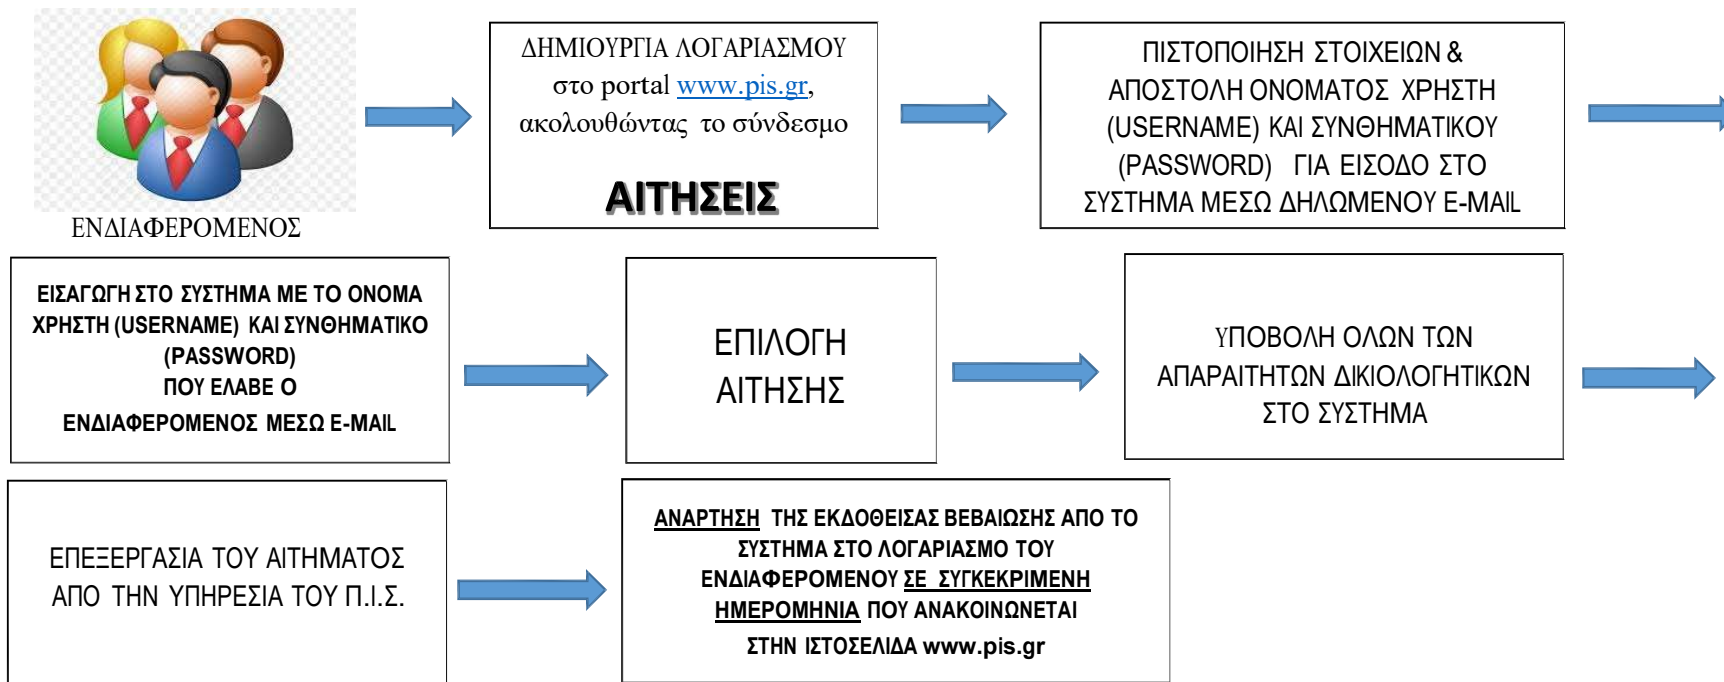 ΕΝΔΙΑΦΕΡΟΜΕΝΟΣ
ΔΗΜΙΟΥΡΓΙΑ ΛΟΓΑΡΙΑΣΜΟΥ
στο portal www.pis.gr,
ακολουθώντας το σύνδεσμο
ΑΙΤΗΣΕΙΣ
ΠΙΣΤΟΠΟΙΗΣΗ ΣΤΟΙΧΕΙΩΝ &
ΑΠΟΣΤΟΛΗ ΟΝΟΜΑΤΟΣ ΧΡΗΣΤΗ
(USERNAME) ΚΑΙ ΣΥΝΘΗΜΑΤΙΚΟΥ
(PASSWORD) ΓΙΑ ΕΙΣΟΔΟ ΣΤΟ
ΣΥΣΤΗΜΑ ΜΕΣΩ ΔΗΛΩΜΕΝΟΥ E-MAIL
ΕΙΣΑΓΩΓΗ ΣΤΟ ΣΥΣΤΗΜΑ ΜΕ ΤΟ ΟΝΟΜΑ
ΧΡΗΣΤΗ (USERNAME) ΚΑΙ ΣΥΝΘΗΜΑΤΙΚΟ
(PASSWORD)
ΠΟΥ ΕΛΑΒΕ Ο
ΕΝΔΙΑΦΕΡΟΜΕΝΟΣ ΜΕΣΩ E-MAIL
ΕΠΙΛΟΓΗ
ΑΙΤΗΣΗΣ
ΥΠΟΒΟΛΗ ΟΛΩΝ ΤΩΝ
ΑΠΑΡΑΙΤΗΤΩΝ ΔΙΚΙΟΛΟΓΗΤΙΚΩΝ
ΣΤΟ ΣΥΣΤΗΜΑ
ΕΠΕΞΕΡΓΑΣΙΑ ΤΟΥ ΑΙΤΗΜΑΤΟΣ
ΑΠΟ ΤΗΝ ΥΠΗΡΕΣΙΑ ΤΟΥ Π.Ι.Σ.
ΑΝΑΡΤΗΣΗ ΤΗΣ ΕΚΔΟΘΕΙΣΑΣ ΒΕΒΑΙΩΣΗΣ ΑΠΟ ΤΟ
ΣΥΣΤΗΜΑ ΣΤΟ ΛΟΓΑΡΙΑΣΜΟ ΤΟΥ
ΕΝΔΙΑΦΕΡΟΜΕΝΟΥ ΣΕ ΣΥΓΚΕΚΡΙΜΕΝΗ
ΗΜΕΡΟΜΗΝΙΑ ΠΟΥ ΑΝΑΚΟΙΝΩΝΕΤΑΙ
ΣΤΗΝ ΙΣΤΟΣΕΛΙΔΑ www.pis.gr